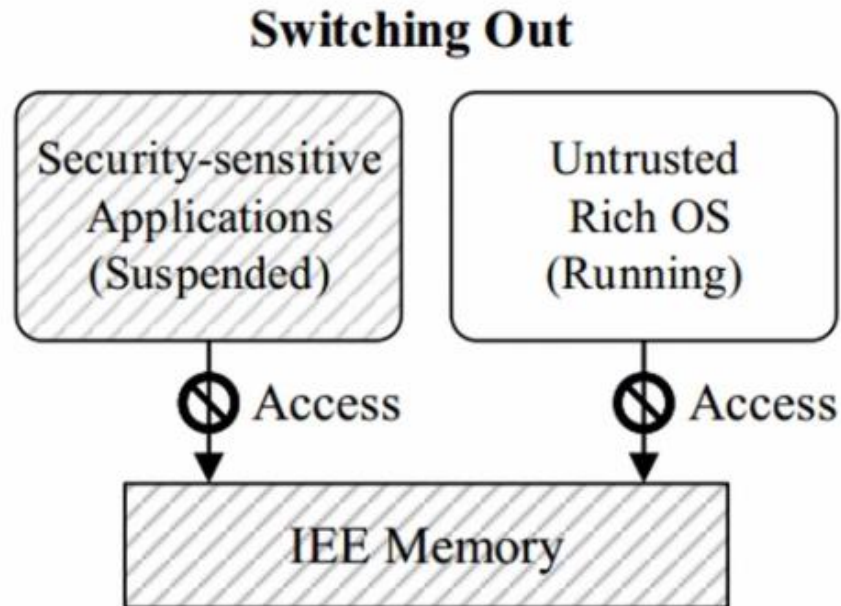 Switching Out
Security-sensitive
Applications
(Suspended)
Untrusted
Rich OS
(Running)
Access
Access
IEE Memory